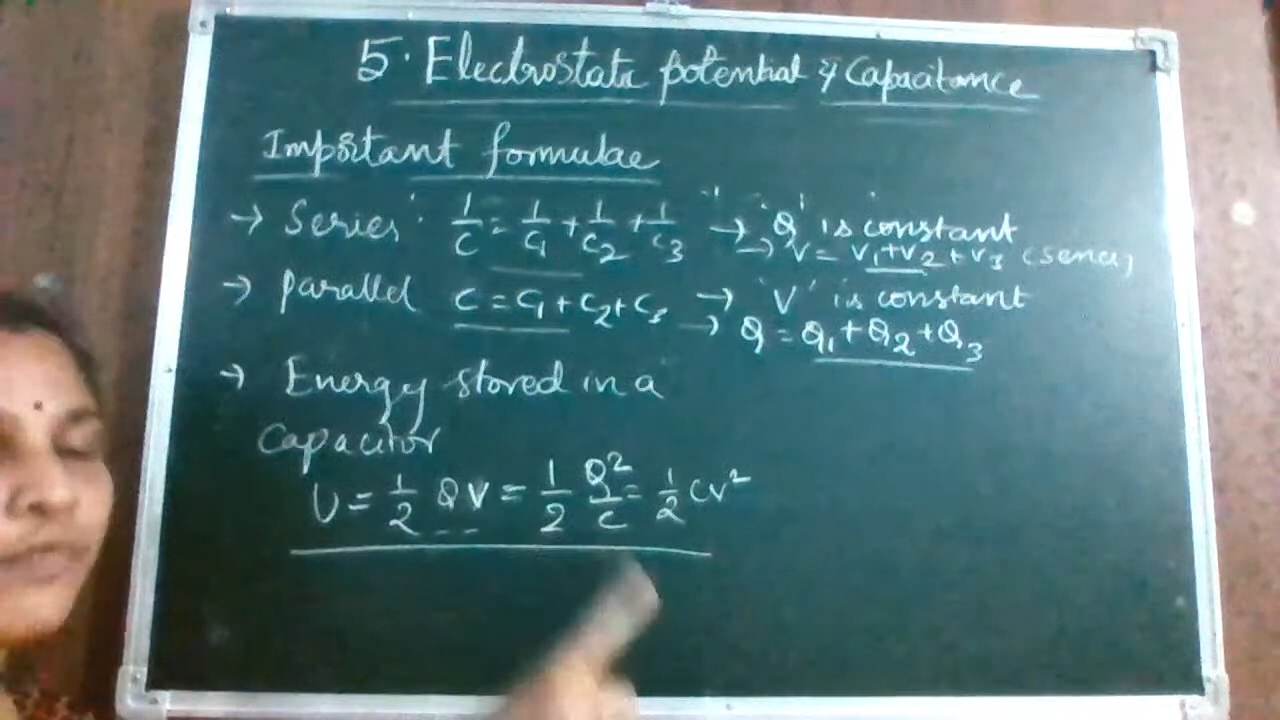 5. Electrostatic potential & Capacitance
Important formulae
→ Series : 1/C = 1/C1 + 1/C2 + 1/C3 → 'Q' is constant
→ V = V1+V2+V3 (Series)
→ Parallel C = C1+C2+C3 → 'V' is constant
→ Q = Q1+Q2+Q3
→ Energy stored in a
Capacitor
U = 1/2 QV = 1/2 Q²/C = 1/2 CV²